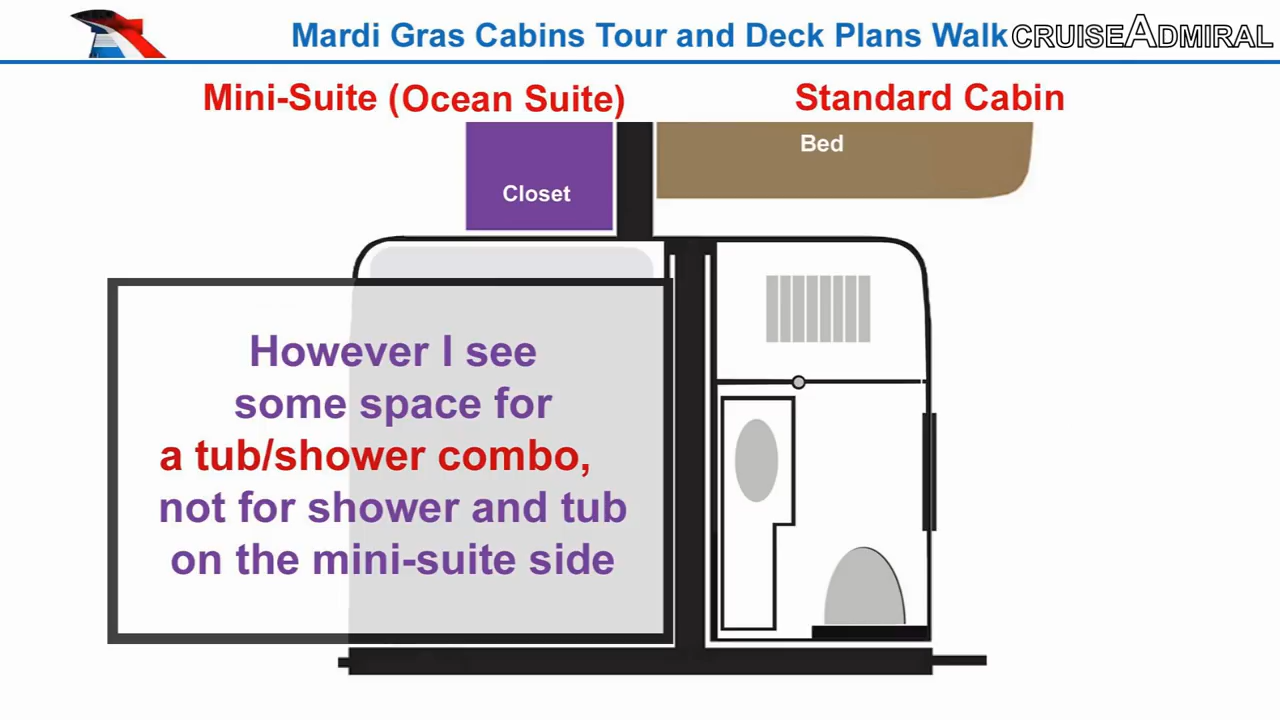 Mardi Gras Cabins Tour and Deck Plans Walk CRUISEADMIRAL
Mini-Suite (Ocean Suite) Standard Cabin
Bed
Closet
However I see
some space for
a tub/shower combo,
not for shower and tub
on the mini-suite side